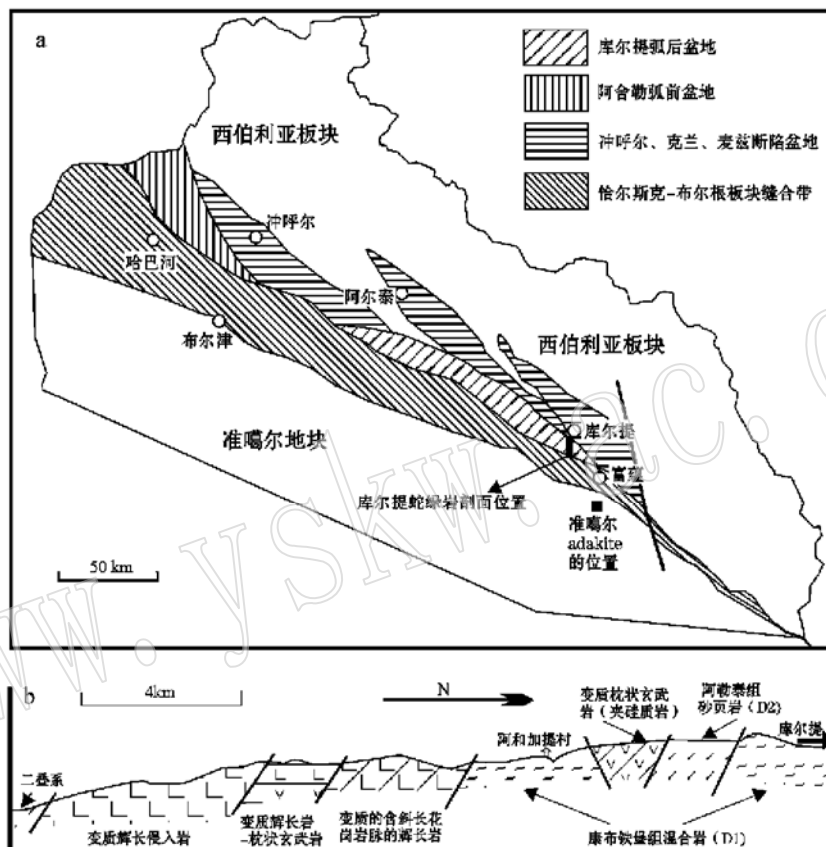 a
库尔提弧后盆地
阿舍勒弧前盆地
冲呼尔、克兰、麦兹断陷盆地
恰尔斯克-布尔根板块缝合带
西伯利亚板块
冲呼尔
哈巴河
阿尔泰
布尔津
西伯利亚板块
准噶尔地块
库尔提
富蕴
库尔提蛇绿岩剖面位置
准噶尔
adakite
的位置
50 km
www.yskw.ac.c
b
4km
N
变质枕状玄武
岩(夹硅质岩)
阿勒泰组
砂页岩(D2)
库尔提
阿和加提村
二叠系
变质辉长侵入岩
变质辉长岩
-枕状玄武岩
变质的含斜长花
岗岩脉的辉长岩
康布铁堡组混合岩(D1)